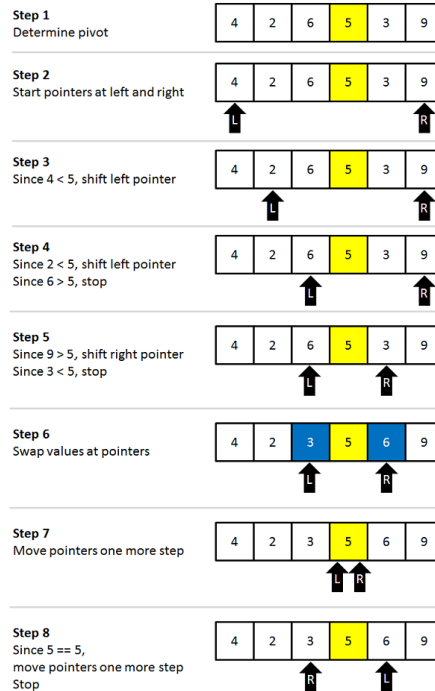 Step 1
Determine pivot
4 2 6 5 3 9
Step 2
Start pointers at left and right
4 2 6 5 3 9
L R
Step 3
Since 4 < 5, shift left pointer
4 2 6 5 3 9
L R
Step 4
Since 2 < 5, shift left pointer
Since 6 > 5, stop
4 2 6 5 3 9
L R
Step 5
Since 9 > 5, shift right pointer
Since 3 < 5, stop
4 2 6 5 3 9
L R
Step 6
Swap values at pointers
4 2 3 5 6 9
L R
Step 7
Move pointers one more step
4 2 3 5 6 9
L R
Step 8
Since 5 == 5,
move pointers one more step
Stop
4 2 3 5 6 9
R L